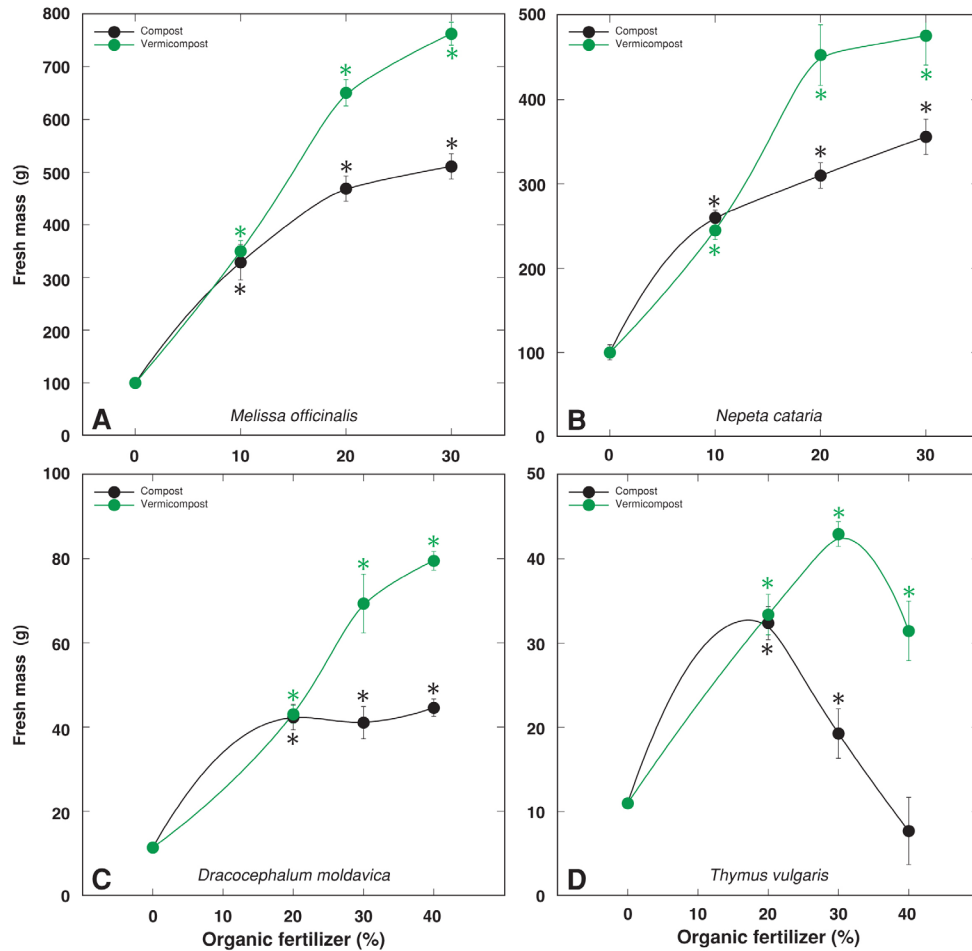 Compost
Vermicompost
Fresh mass (g)
800
700
600
500
400
300
200
100
0
0 10 20 30
A
Melissa officinalis
*
*
*
*
*
*
Compost
Vermicompost
500
400
300
200
100
0
0 10 20 30
B
Nepeta cataria
*
*
*
*
*
*
Compost
Vermicompost
Fresh mass (g)
100
80
60
40
20
0
0 10 20 30 40
C
Dracocephalum moldavica
Organic fertilizer (%)
*
*
*
*
*
*
Compost
Vermicompost
50
40
30
20
10
0
0 10 20 30 40
D
Thymus vulgaris
Organic fertilizer (%)
*
*
*
*
*